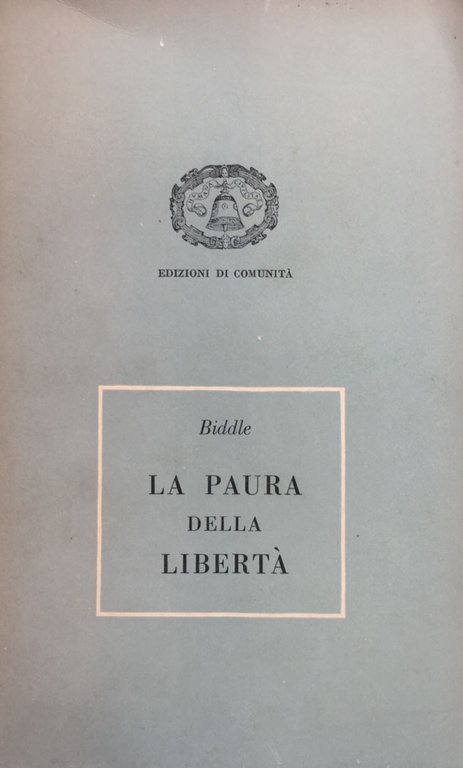 EDIZIONI DI COMUNITÀ
Biddle
LA PAURA
DELLA
LIBERTÀ